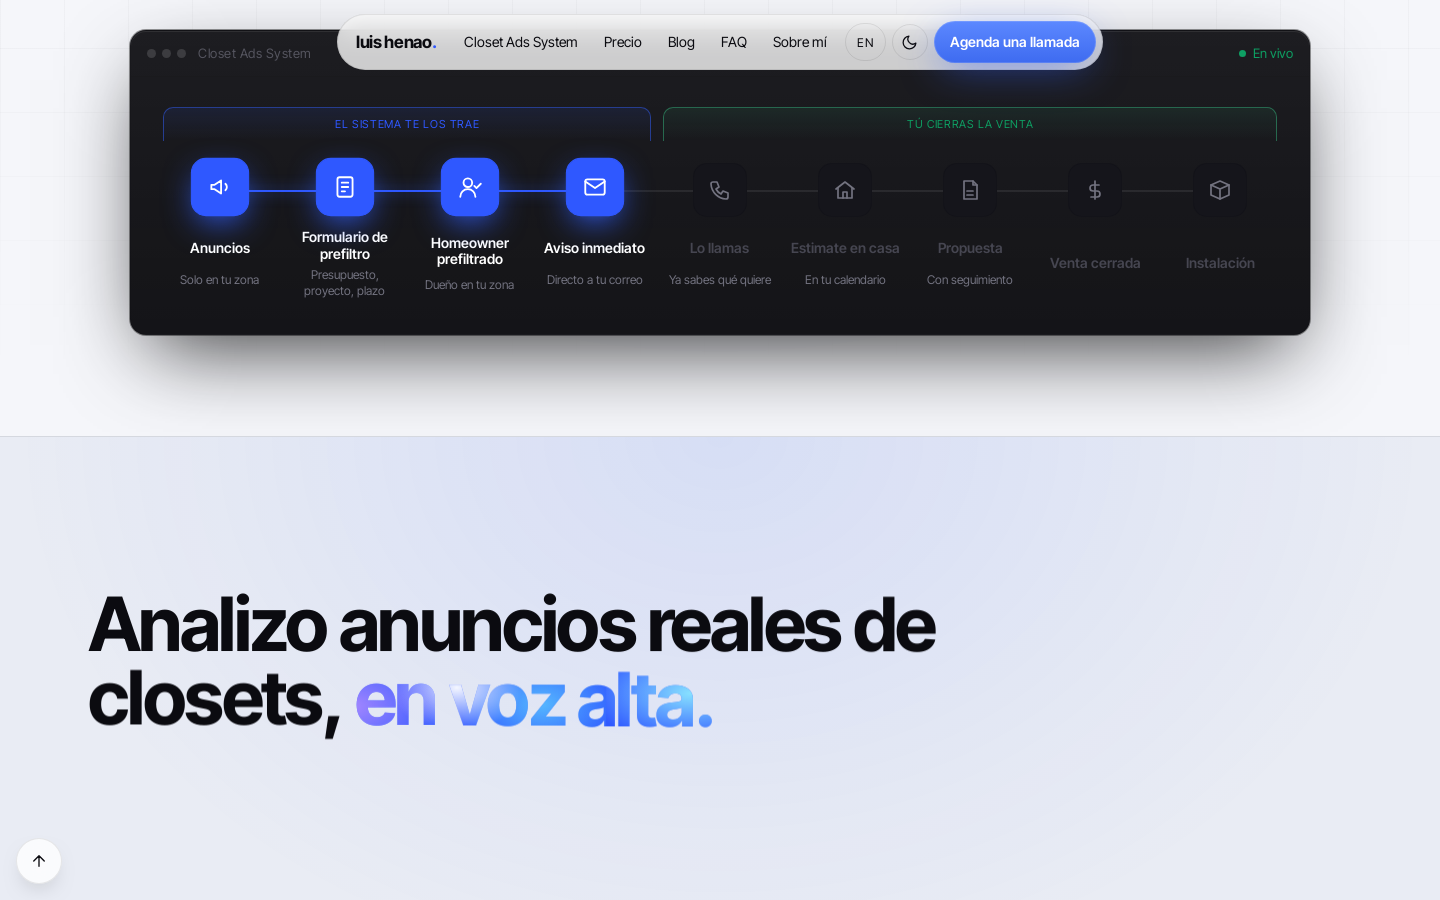 luis henao.
Closet Ads System
Precio
Blog
FAQ
Sobre mí
EN
Agenda una llamada
Closet Ads System
En vivo
EL SISTEMA TE LOS TRAE
TÚ CIERRAS LA VENTA
Anuncios
Solo en tu zona
Formulario de
prefiltro
Presupuesto,
proyecto, plazo
Homeowner
prefiltrado
Dueño en tu zona
Aviso inmediato
Directo a tu correo
Lo llamas
Ya sabes qué quiere
Estimate en casa
En tu calendario
Propuesta
Con seguimiento
Venta cerrada
Instalación
Analizo anuncios reales de
closets, en voz alta.